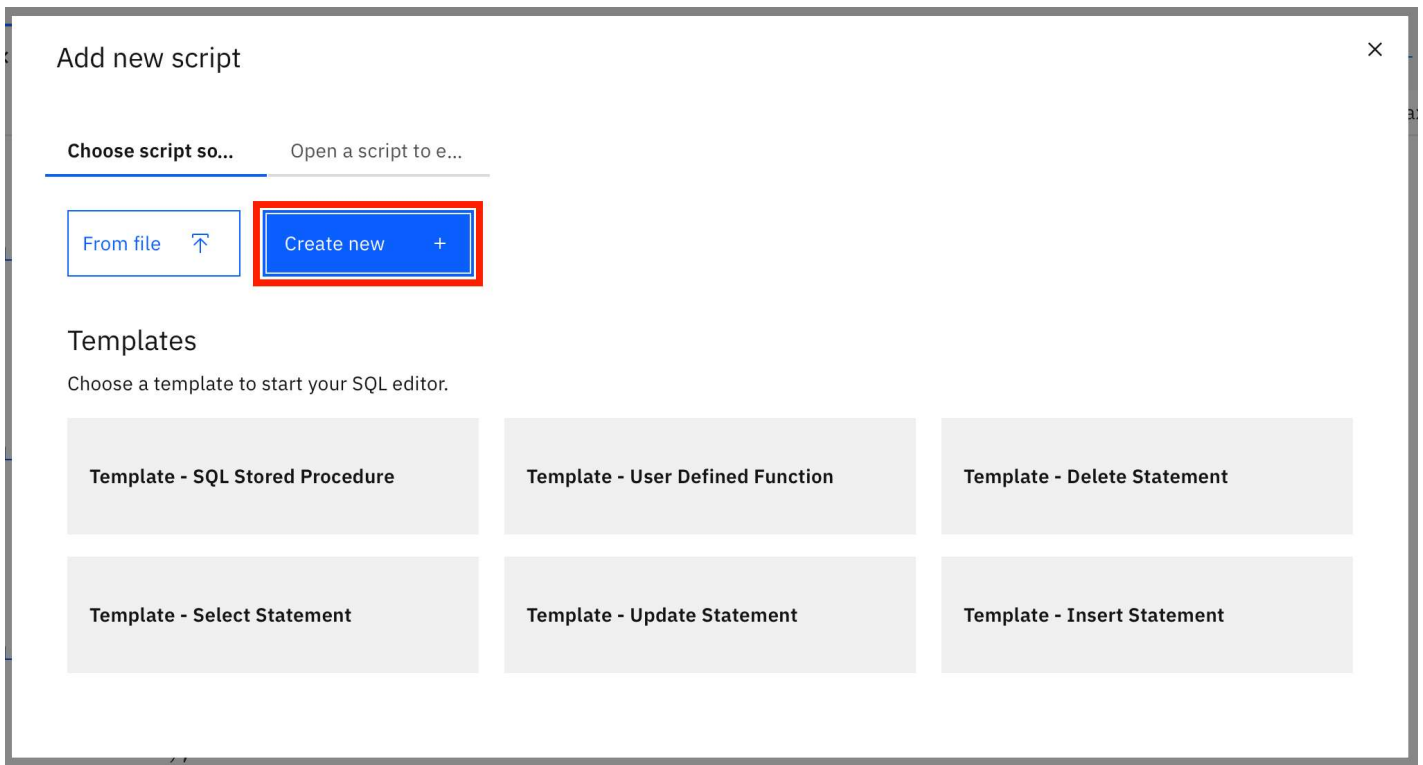 Add new script
Choose script so...
Open a script to e...
From file
Create new +
Templates
Choose a template to start your SQL editor.
Template - SQL Stored Procedure
Template - User Defined Function
Template - Delete Statement
Template - Select Statement
Template - Update Statement
Template - Insert Statement